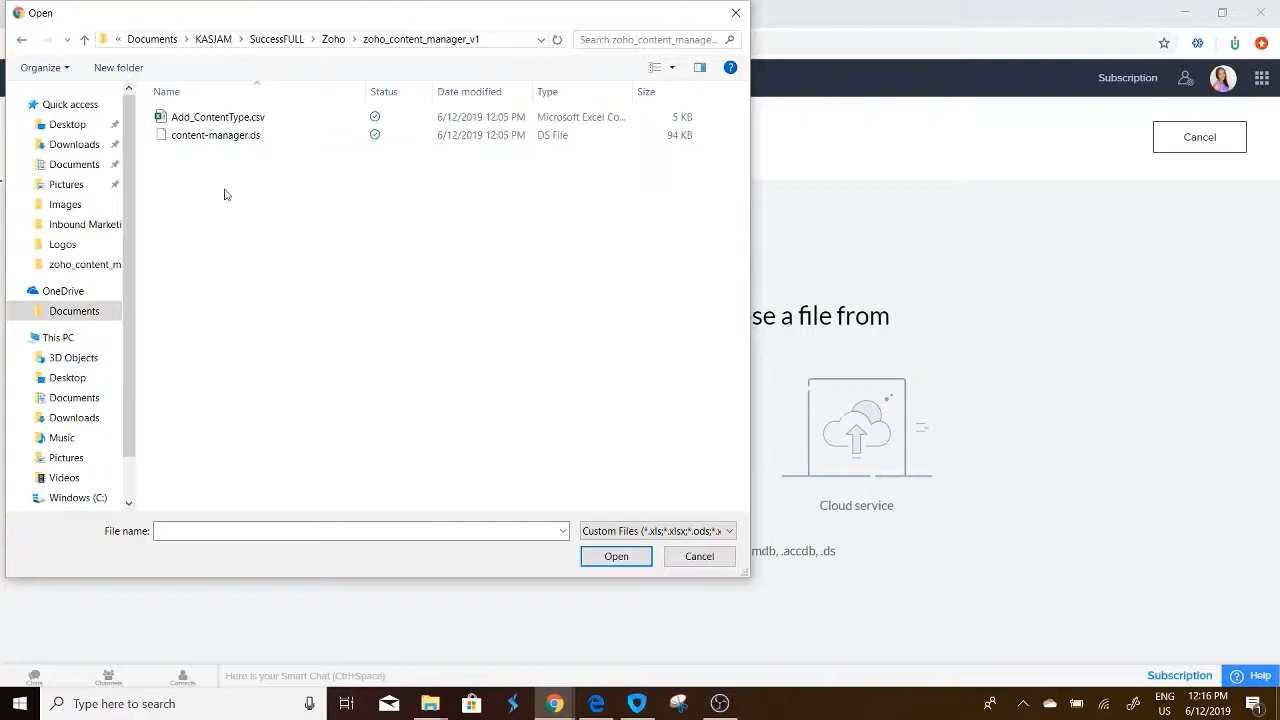 Open
« Documents > KASJAM > SuccessFULL > Zoho > zoho_content_manager_v1
Search zoho_content_manage...
Organize
New folder
Name
Status
Date modified
Type
Size
Add_ContentType.csv
6/12/2019 12:05 PM
Microsoft Excel Co...
5 KB
content-manager.ds
6/12/2019 12:05 PM
DS File
94 KB
Quick access
Desktop
Downloads
Documents
Pictures
Images
Inbound Marketi
Logos
zoho_content_m
OneDrive
Documents
This PC
3D Objects
Desktop
Documents
Downloads
Music
Pictures
Videos
Windows (C:)
File name:
Custom Files (*.xls;*.xlsx;*.ods;*.x
Open
Cancel
Subscription
Cancel
se a file from
Cloud service
mdb, .accdb, .ds
Chats
Channels
Contacts
Here is your Smart Chat (Ctrl+Space)
Subscription
Help
Type here to search
ENG
US
12:16 PM
6/12/2019
1